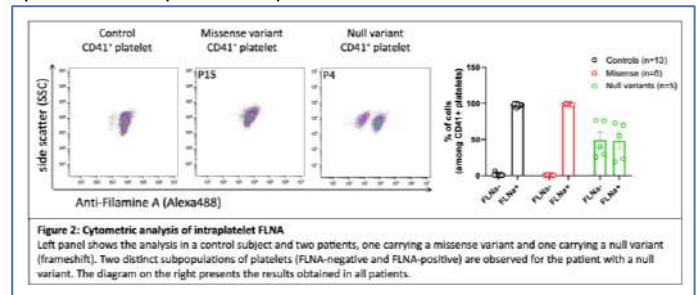 Control
CD41⁺ platelet
Missense variant
CD41⁺ platelet
Null variant
CD41⁺ platelet
side scatter (SSC)
P15
P4
Anti-Filamine A (Alexa488)
% of cells
(among CD41+ platelets)
150
100
50
0
FLNa-
FLNa+
FLNa-
FLNa+
FLNa-
FLNa+
Controls (n=13)
Misense (n=6)
Null variants (n=5)
Figure 2: Cytometric analysis of intraplatelet FLNA
Left panel shows the analysis in a control subject and two patients, one carrying a missense variant and one carrying a null variant
(frameshift). Two distinct subpopulations of platelets (FLNA-negative and FLNA-positive) are observed for the patient with a null
variant. The diagram on the right presents the results obtained in all patients.